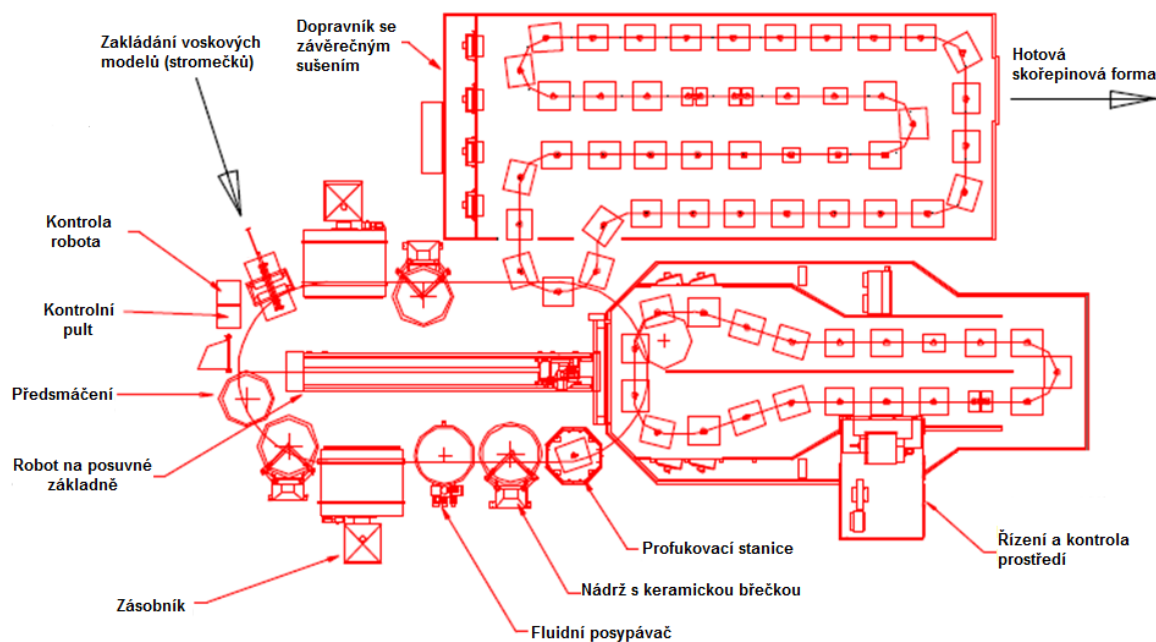 Zakládání voskových
modelů (stromečků)
Dopravník se
závěrečným
sušením
Hotová
skořepinová forma
Kontrola
robota
Kontrolní
pult
Předsmáčení
Robot na posuvné
základně
Zásobník
Fluidní posypávač
Nádrž s keramickou břečkou
Profukovací stanice
Řízení a kontrola
prostředí